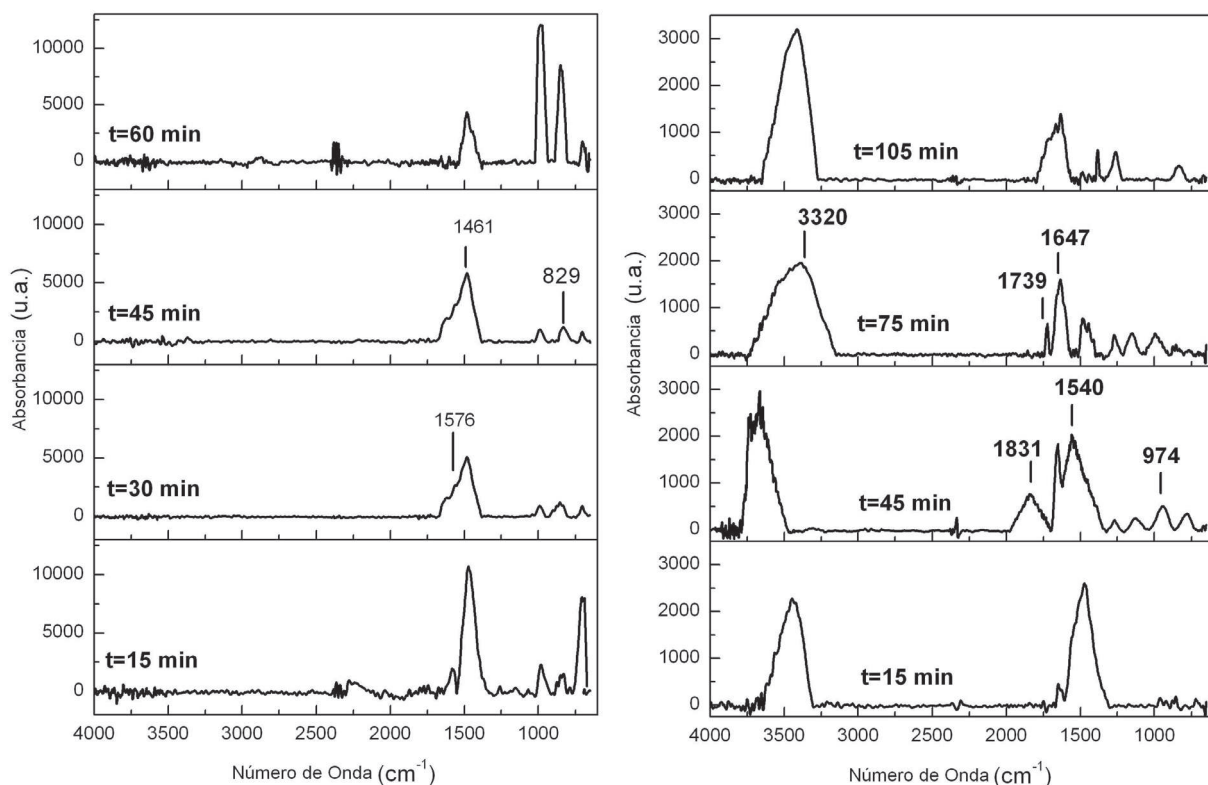 Absorbancia (u.a.)
10000
5000
0
t=60 min
10000
5000
0
t=45 min
1461
829
10000
5000
0
t=30 min
1576
10000
5000
0
t=15 min
4000 3500 3000 2500 2000 1500 1000
Número de Onda (cm⁻¹)
Absorbancia (u.a.)
3000
2000
1000
0
t=105 min
3000
2000
1000
0
3320
1647
1739
t=75 min
3000
2000
1000
0
1540
1831
974
t=45 min
3000
2000
1000
0
t=15 min
4000 3500 3000 2500 2000 1500 1000
Número de Onda (cm⁻¹)